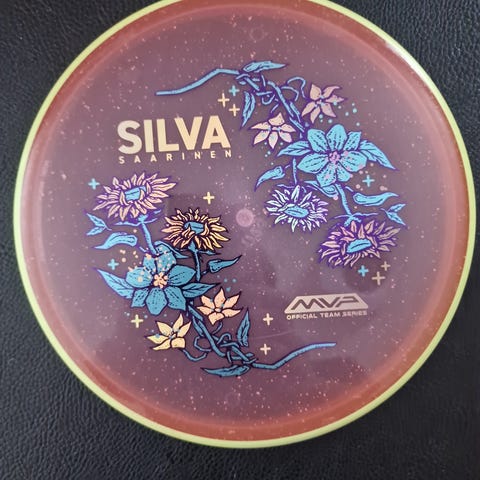 SILVA
SAARINEN
MVP
OFFICIAL TEAM SERIES